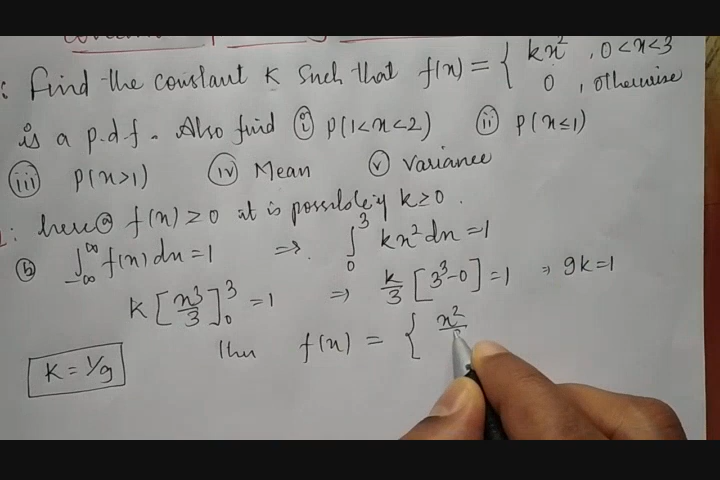 Find the constant K such that f(x) = { kx² , 0 < x < 3
0 , otherwise
is a p.d.f. Also find (i) P(1 < x < 2) (ii) P(x ≤ 1)
(iii) P(x > 1) (iv) Mean (v) Variance
here (a) f(x) ≥ 0 it is possible if k ≥ 0 .
(b) ∫_{-∞}^{∞} f(x) dx = 1 ⇒ ∫_0^3 kx² dx = 1
K [x³/3]_0^3 = 1 ⇒ k/3 [3³ - 0] = 1 ⇒ 9k = 1
Then f(x) = { x²
K = 1/9